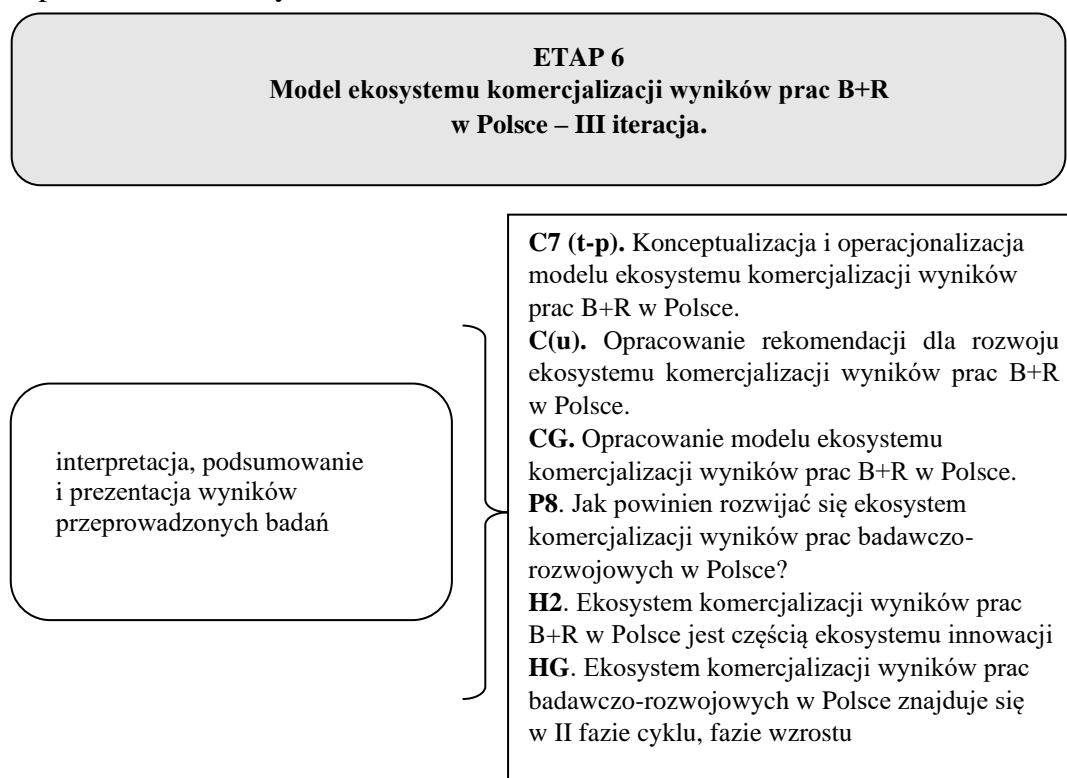 ETAP 6
Model ekosystemu komercjalizacji wyników prac B+R
w Polsce – III iteracja.
interpretacja, podsumowanie
i prezentacja wyników
przeprowadzonych badań
C7 (t-p). Konceptualizacja i operacjonalizacja
modelu ekosystemu komercjalizacji wyników
prac B+R w Polsce.
C(u). Opracowanie rekomendacji dla rozwoju
ekosystemu komercjalizacji wyników prac B+R
w Polsce.
CG. Opracowanie modelu ekosystemu
komercjalizacji wyników prac B+R w Polsce.
P8. Jak powinien rozwijać się ekosystem
komercjalizacji wyników prac badawczo-
rozwojowych w Polsce?
H2. Ekosystem komercjalizacji wyników prac
B+R w Polsce jest częścią ekosystemu innowacji
HG. Ekosystem komercjalizacji wyników prac
badawczo-rozwojowych w Polsce znajduje się
w II fazie cyklu, fazie wzrostu